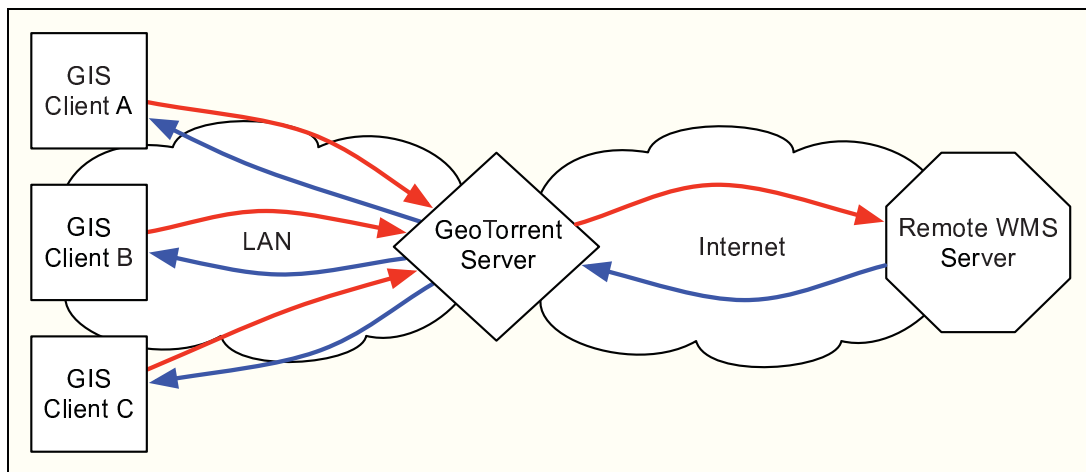 GIS
Client A
GIS
Client B
GIS
Client C
LAN
GeoTorrent
Server
Internet
Remote WMS
Server